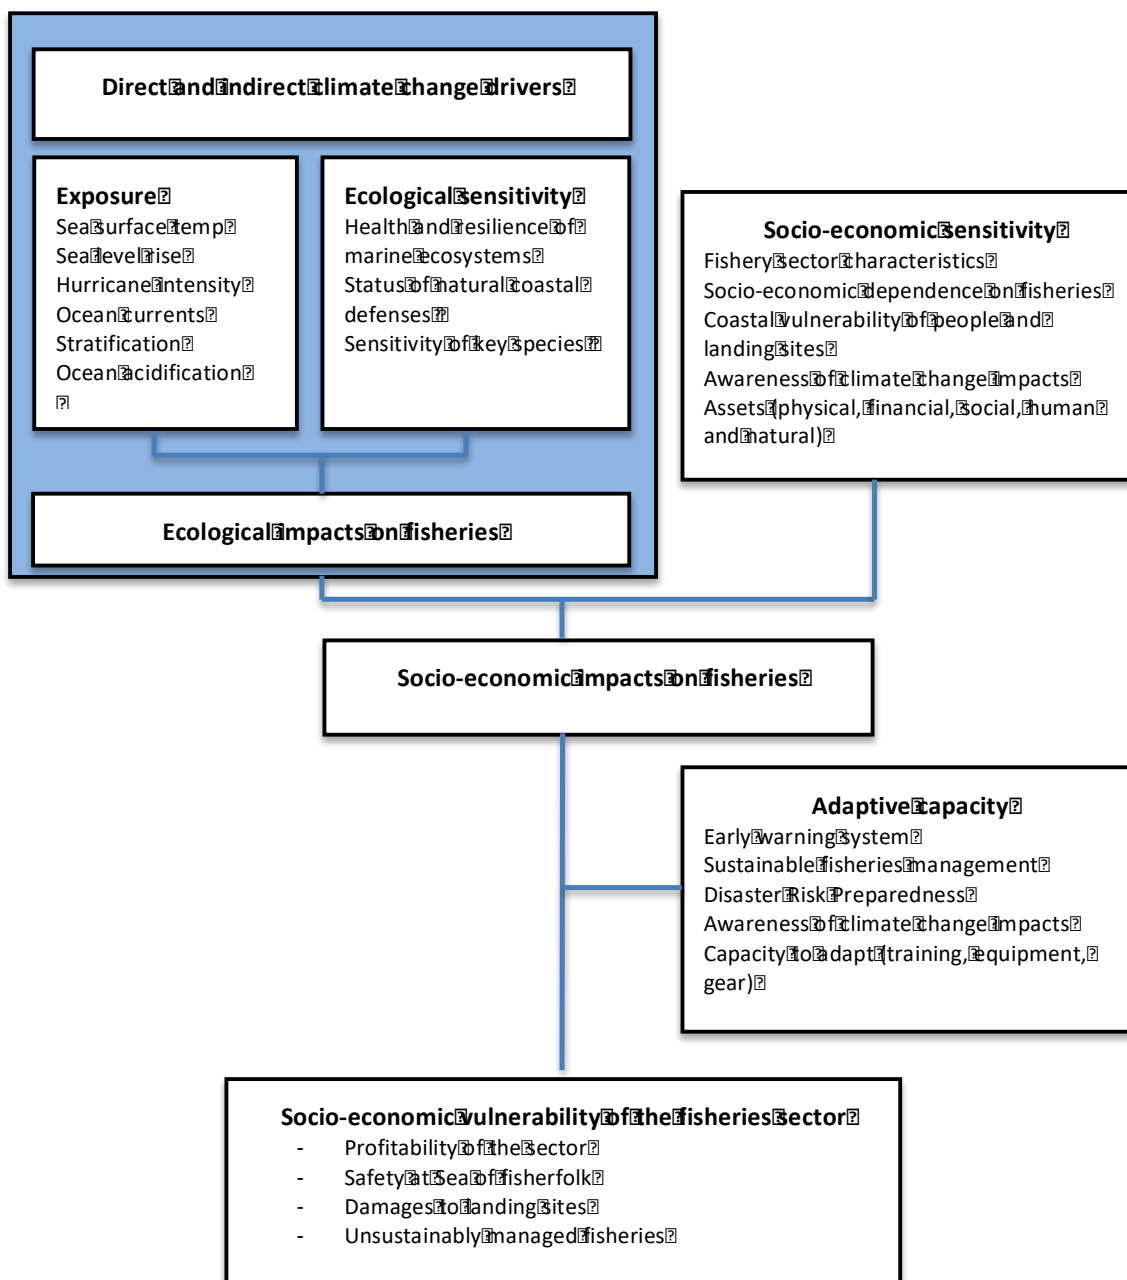 Direct and indirect climate change drivers
Exposure
Sea surface temp
Sea level rise
Hurricane intensity
Ocean currents
Stratification
Ocean acidification
Ecological sensitivity
Health and resilience of
marine ecosystems
Status of natural coastal
defenses
Sensitivity of key species
Socio-economic sensitivity
Fishery sector characteristics
Socio-economic dependence on fisheries
Coastal vulnerability of people and
landing sites
Awareness of climate change impacts
Assets (physical, financial, social, human
and natural)
Ecological impacts on fisheries
Socio-economic impacts on fisheries
Adaptive capacity
Early warning system
Sustainable fisheries management
Disaster Risk Preparedness
Awareness of climate change impacts
Capacity to adapt (training, equipment,
gear)
Socio-economic vulnerability of the fisheries sector
- Profitability of the sector
- Safety at Sea of fisherfolk
- Damages to landing sites
- Unsustainably managed fisheries